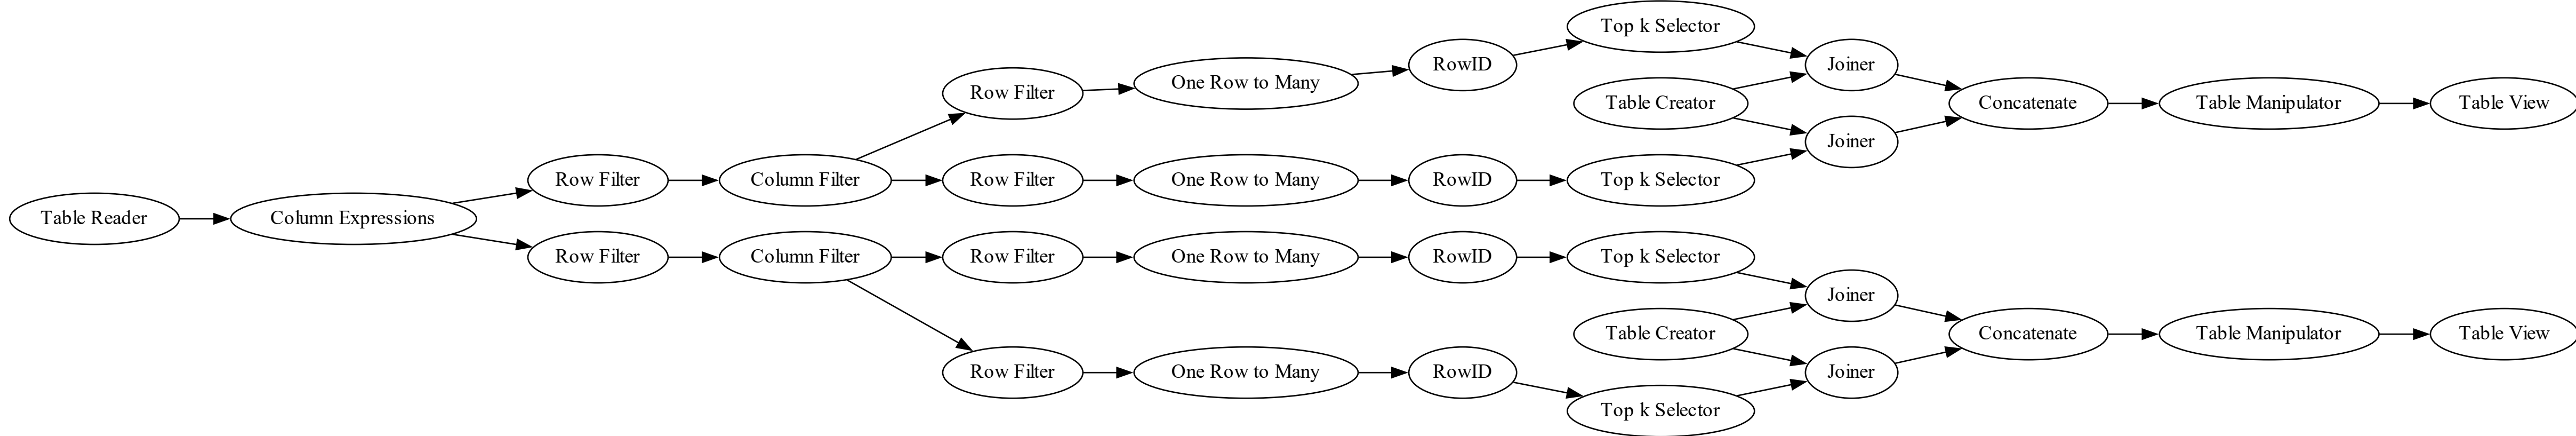 Top k Selector
Row Filter
One Row to Many
RowID
Joiner
Table Creator
Concatenate
Table Manipulator
Table View
Joiner
Row Filter
Column Filter
Row Filter
One Row to Many
RowID
Top k Selector
Table Reader
Column Expressions
Row Filter
Column Filter
Row Filter
One Row to Many
RowID
Top k Selector
Joiner
Table Creator
Concatenate
Table Manipulator
Table View
Joiner
Row Filter
One Row to Many
RowID
Top k Selector